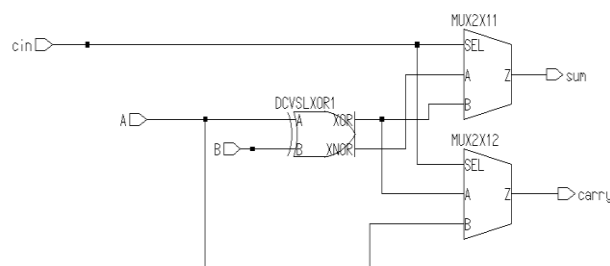 MUX2X11
cin
SEL
A
Z
sum
B
DCVSLXOR1
A
A
XOR
B
B
XNOR
MUX2X12
SEL
A
Z
carry
B